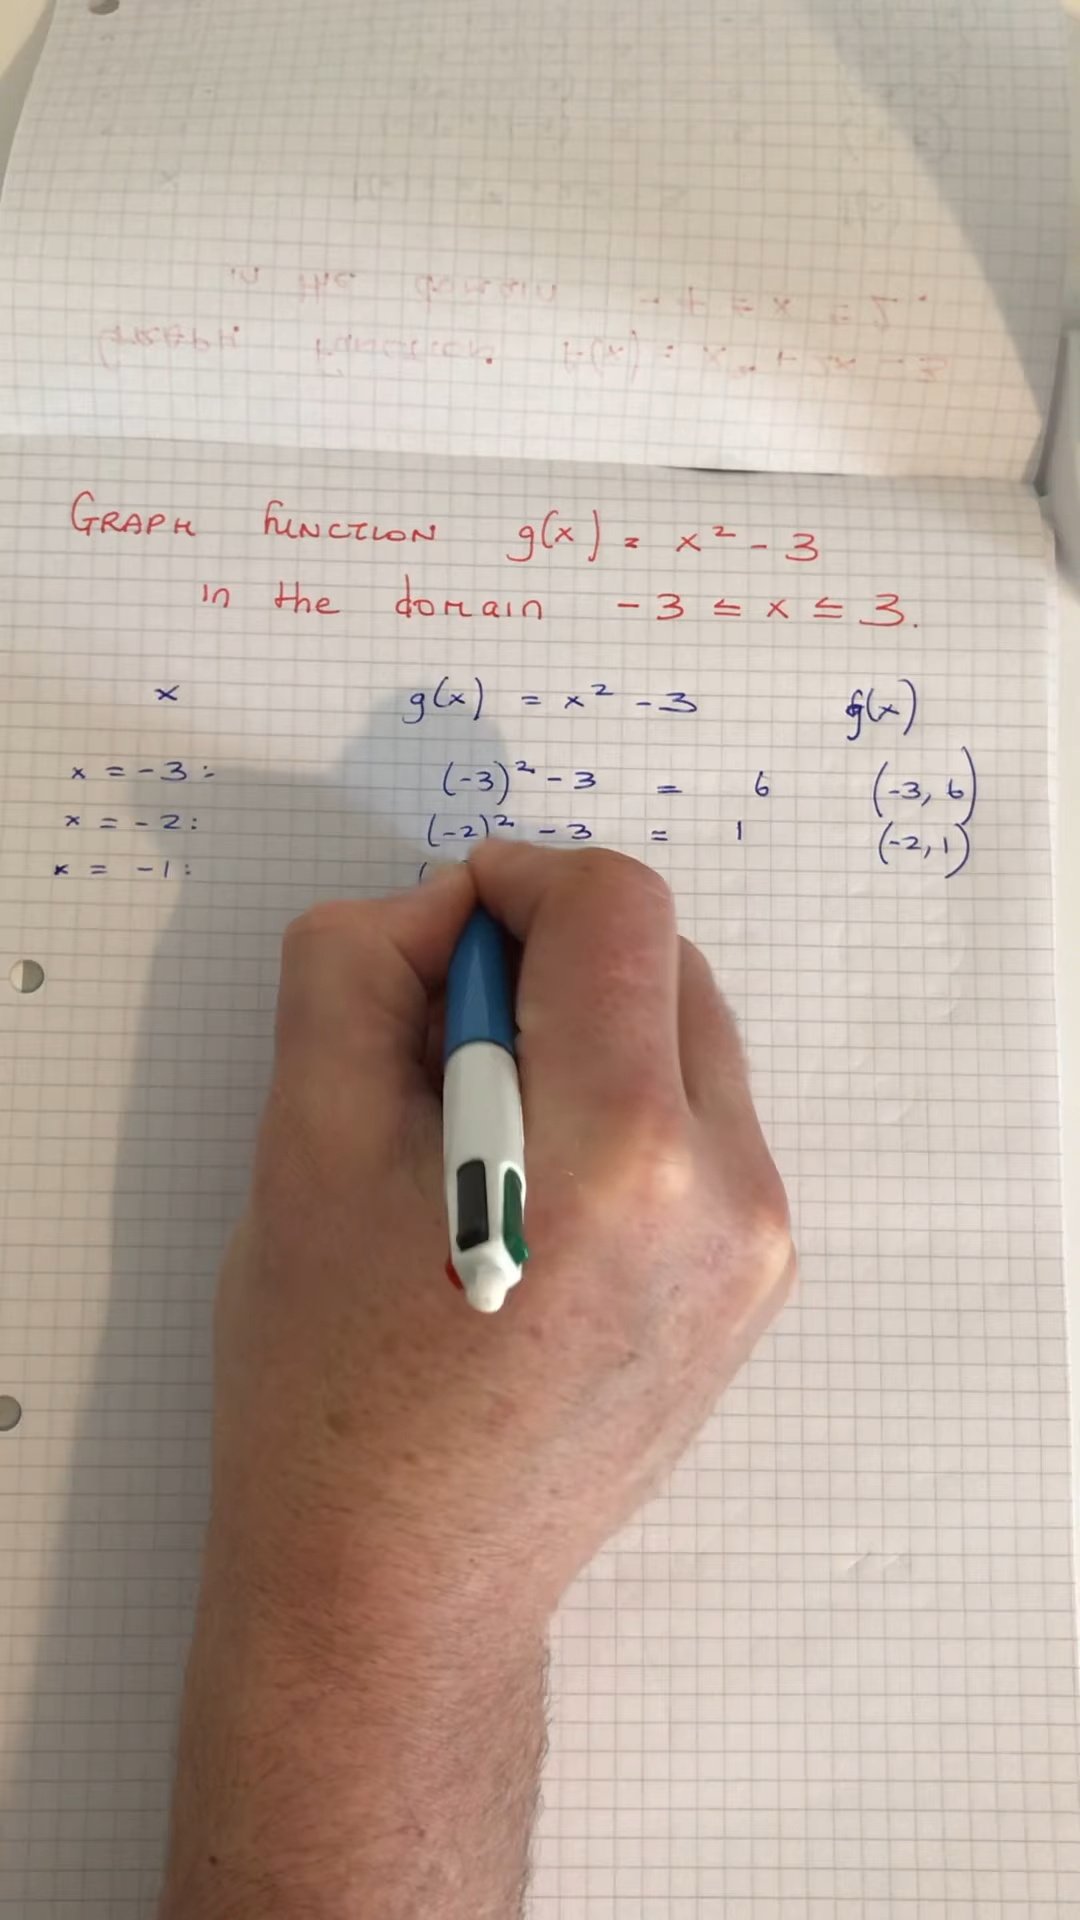 GRAPH FUNCTION g(x) = x² - 3
in the domain -3 ≤ x ≤ 3.
x g(x) = x² - 3 g(x)
x = -3: (-3)² - 3 = 6 (-3, 6)
x = -2: (-2)² - 3 = 1 (-2, 1)
x = -1: (